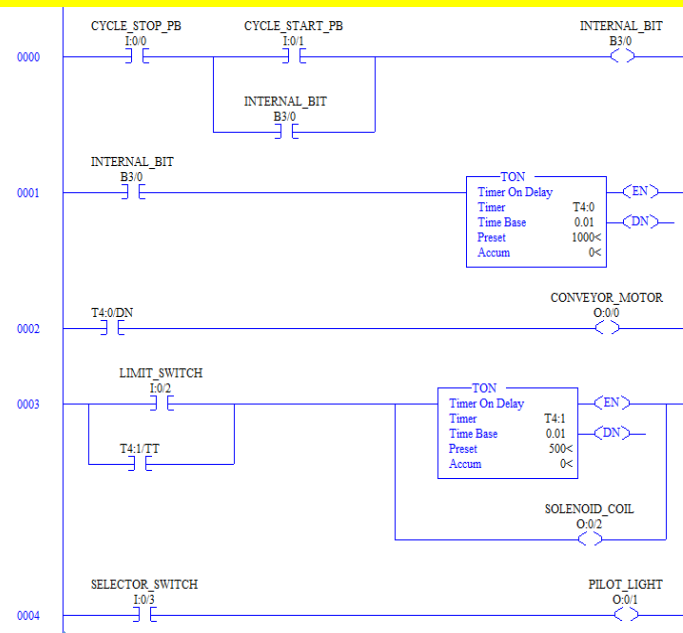 CYCLE_STOP_PB CYCLE_START_PB INTERNAL_BIT
I:0/0 I:0/1 B3/0
0000
INTERNAL_BIT
B3/0
INTERNAL_BIT
B3/0
0001
TON
Timer On Delay EN
Timer T4:0
Time Base 0.01 DN
Preset 1000<
Accum 0<
T4:0/DN CONVEYOR_MOTOR
O:0/0
0002
LIMIT_SWITCH
I:0/2
0003
TON
Timer On Delay EN
Timer T4:1
Time Base 0.01 DN
Preset 500<
Accum 0<
T4:1/TT
SOLENOID_COIL
O:0/2
SELECTOR_SWITCH PILOT_LIGHT
I:0/3 O:0/1
0004